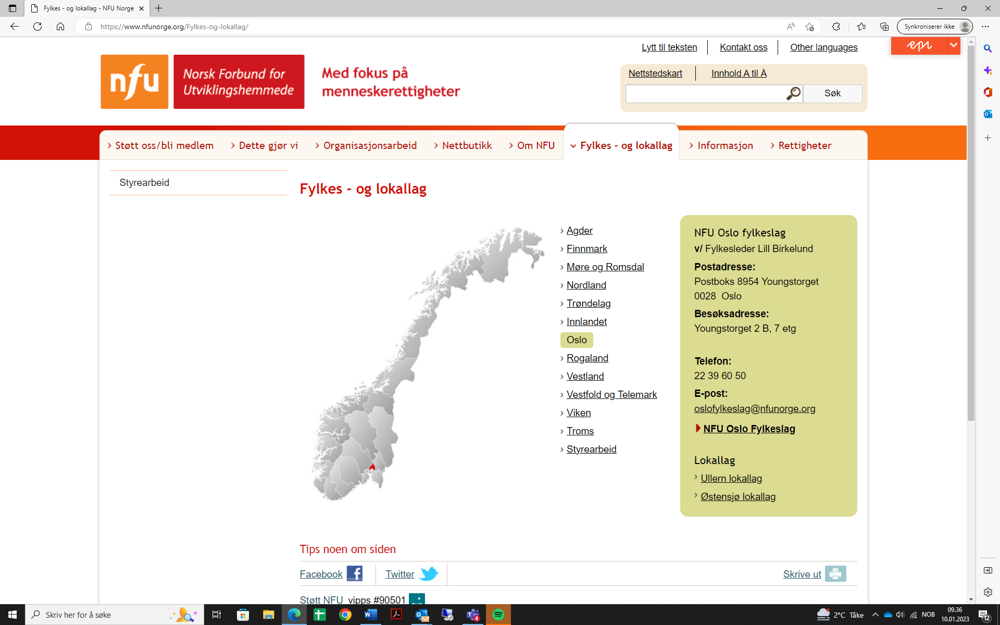 Fylkes - og lokallag - NFU Norge
https://www.nfunorge.org/Fylkes-og-lokallag/
Synkroniserer ikke
Lytt til teksten
Kontakt oss
Other languages
epi
nfu
Norsk Forbund for
Utviklingshemmede
Med fokus på
menneskerettigheter
Nettstedskart
Innhold A til Å
Søk
Støtt oss/bli medlem
Dette gjør vi
Organisasjonsarbeid
Nettbutikk
Om NFU
Fylkes - og lokallag
Informasjon
Rettigheter
Styrearbeid
Fylkes - og lokallag
Agder
Finnmark
Møre og Romsdal
Nordland
Trøndelag
Innlandet
Oslo
Rogaland
Vestland
Vestfold og Telemark
Viken
Troms
Styrearbeid
NFU Oslo fylkeslag
v/ Fylkesleder Lill Birkelund
Postadresse:
Postboks 8954 Youngstorget
0028 Oslo
Besøksadresse:
Youngstorget 2 B, 7 etg
Telefon:
22 39 60 50
E-post:
oslofylkeslag@nfunorge.org
NFU Oslo Fylkeslag
Lokallag
Ullern lokallag
Østensjø lokallag
Tips noen om siden
Facebook
Twitter
Skrive ut
Støtt NFU vipps #90501
Skriv her for å søke
2°C Tåke
NOB
09.36
10.01.2023
12
4